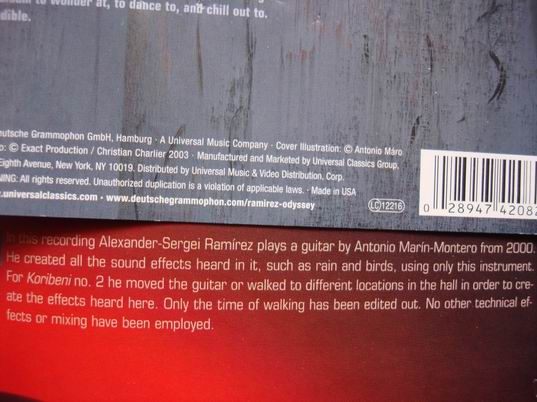 to wonder at, to dance to, and chill out to.
dible.
eutsche Grammophon GmbH, Hamburg · A Universal Music Company · Cover Illustration: © Antonio Máro
o: © Exact Production / Christian Charlier 2003 · Manufactured and Marketed by Universal Classics Group,
Eighth Avenue, New York, NY 10019. Distributed by Universal Music & Video Distribution, Corp.
NING: All rights reserved. Unauthorized duplication is a violation of applicable laws. · Made in USA
.universalclassics.com · www.deutschegrammophon.com/ramirez-odyssey
LC 12216
0 28947 4208
In this recording Alexander-Sergei Ramírez plays a guitar by Antonio Marín-Montero from 2000.
He created all the sound effects heard in it, such as rain and birds, using only this instrument.
For Koribeni no. 2 he moved the guitar or walked to different locations in the hall in order to cre-
ate the effects heard here. Only the time of walking has been edited out. No other technical ef-
fects or mixing have been employed.